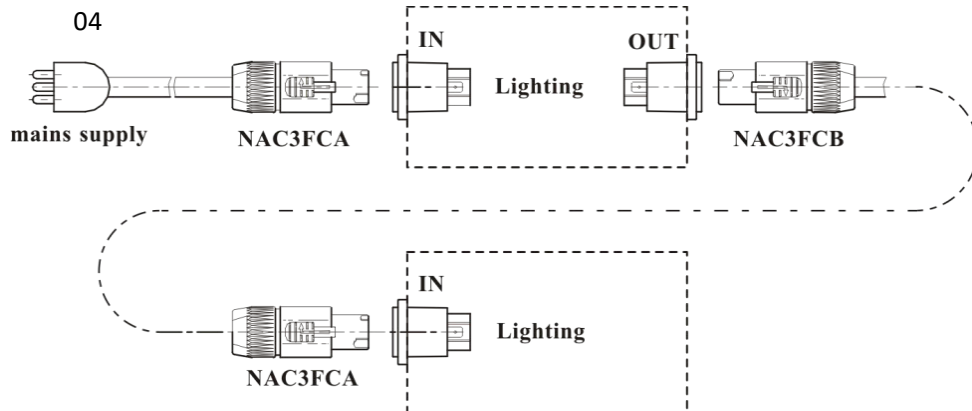 04
IN
OUT
Lighting
mains supply
NAC3FCA
NAC3FCB
IN
Lighting
NAC3FCA